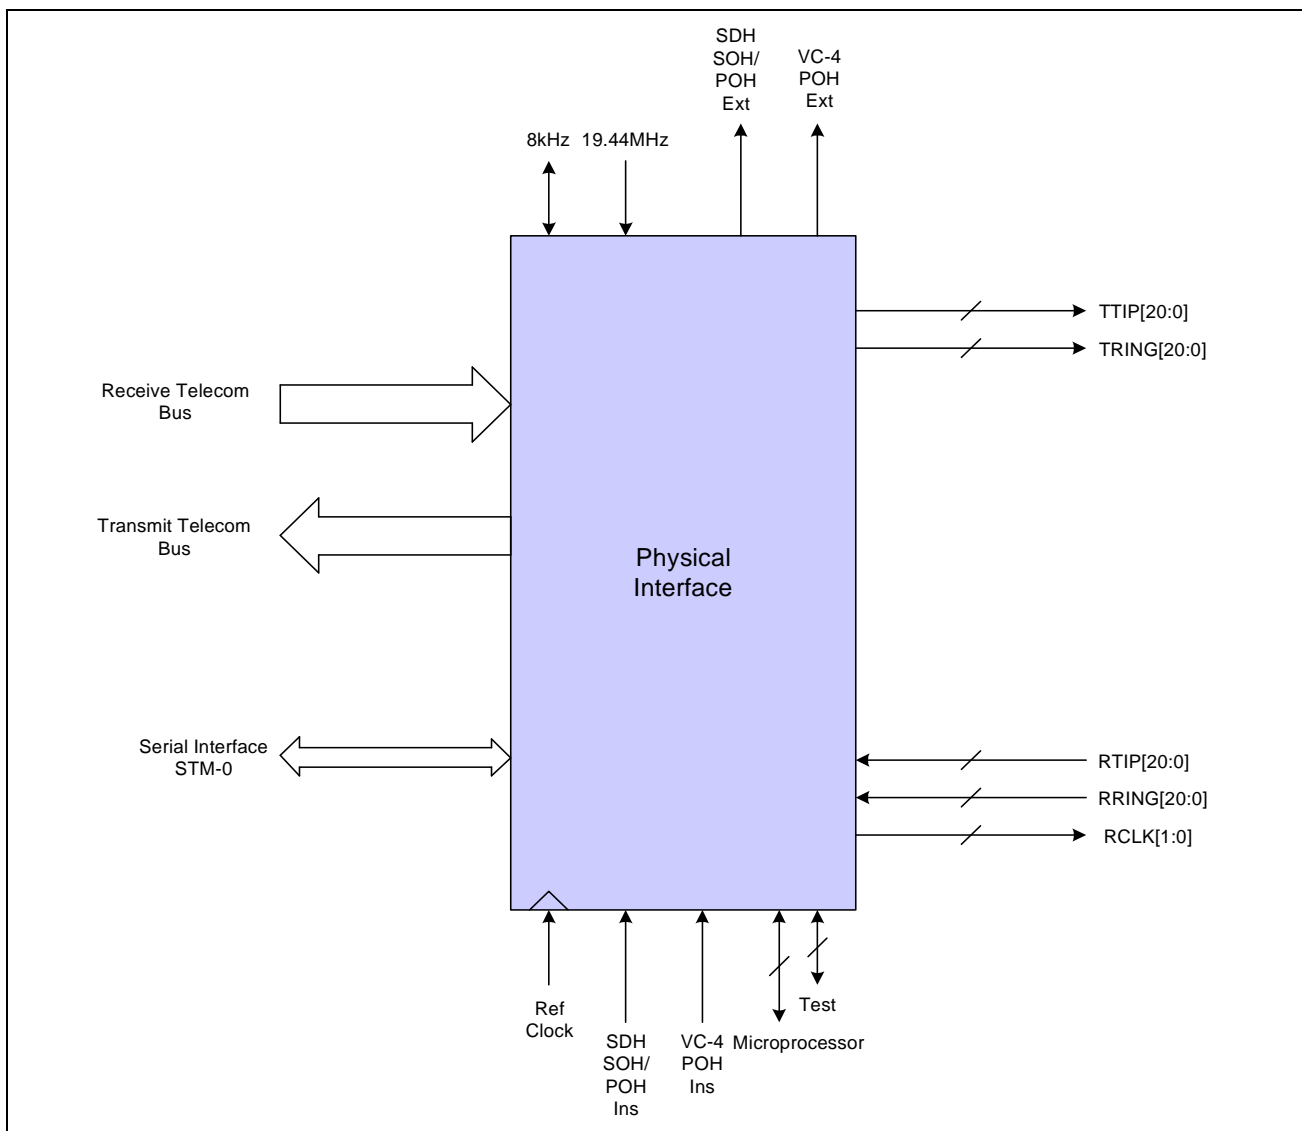 SDH
SOH/
POH
Ext
VC-4
POH
Ext
8kHz
19.44MHz
TTIP[20:0]
TRING[20:0]
Receive Telecom
Bus
Transmit Telecom
Bus
Physical
Interface
Serial Interface
STM-0
RTIP[20:0]
RRING[20:0]
RCLK[1:0]
Ref
Clock
SDH
SOH/
POH
Ins
VC-4
POH
Ins
Microprocessor
Test